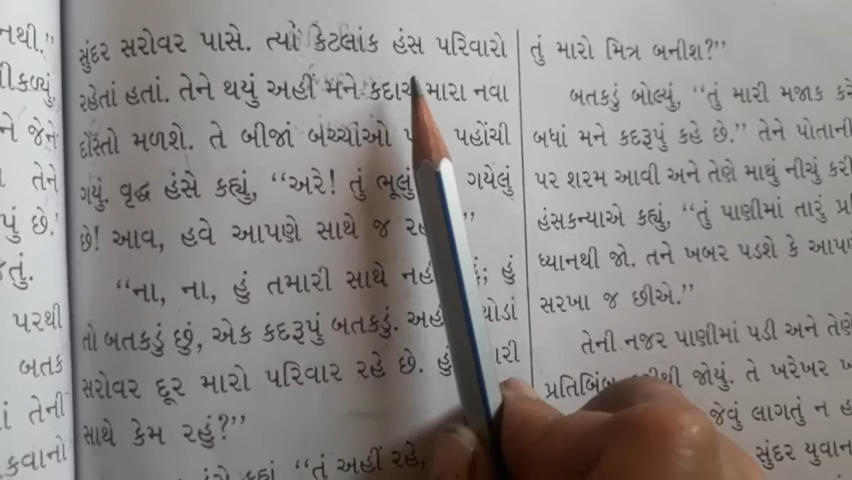 નથી.”
નીકળ્યું
ને જેને
તેને
પું છે.'
કતું.
પરથી
બતક
તેની
કવાનો
સુંદર સરોવર પાસે. ત્યાં કેટલાંક હંસ પરિવારો
રહેતાં હતાં. તેને થયું અહીં મને કદાચ મારા નવા
દોસ્તો મળશે. તે બીજાં બચ્ચાંઓ પહોંચી
ગયું. વૃદ્ધ હંસે કહ્યું, “અરે! તું ભૂલું ગયેલું
છે! આવ, હવે આપણે સાથે જ
“ના, ના, હું તમારી સાથે હું
તો બતકડું છું, એક કદરૂપું બતકડું.
સરોવર દૂર મારો પરિવાર રહે છે. હું
સાથે કેમ રહું?”
“તું અહીં રહે,
તું મારો મિત્ર બનીશ?”
બતકડું બોલ્યું, “તું મારી મજાક
બધાં મને કદરૂપું કહે છે.” તેને પોતાની
પર શરમ આવી અને તેણે માથું નીચું કરી
હંસકન્યાએ કહ્યું, “તું પાણીમાં તારું
ધ્યાનથી જો. તને ખબર પડશે કે
સરખા જ છીએ.”
તેની નજર પાણીમાં પડી અને તેણે
જોયું. તે ખરેખર
જેવું લાગતું ન
સુંદર યુવાન